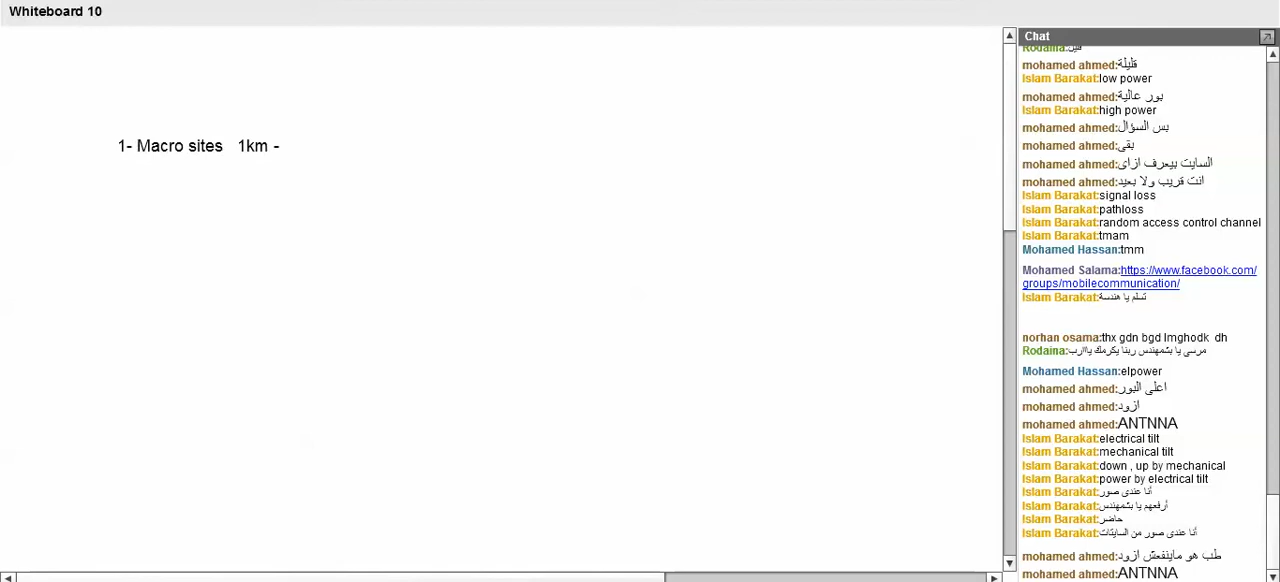 Whiteboard 10
1- Macro sites 1km -
Chat
mohamed ahmed:قليلة
Islam Barakat:low power
mohamed ahmed:بور عالية
Islam Barakat:high power
mohamed ahmed:بس السؤال
mohamed ahmed:بقى
mohamed ahmed:السايت بيعرف ازاى
mohamed ahmed:انت قريب ولا بعيد
Islam Barakat:signal loss
Islam Barakat:pathloss
Islam Barakat:random access control channel
Islam Barakat:tmam
Mohamed Hassan:tmm
Mohamed Salama:https://www.facebook.com/
groups/mobilecommunication/
Islam Barakat:تسلم يا هندسة
norhan osama:thx gdn bgd lmghodk dh
Rodaina:مرسى يا بشمهندس ربنا يكرمك يااارب
Mohamed Hassan:elpower
mohamed ahmed:اعلى البور
mohamed ahmed:ازود
mohamed ahmed:ANTNNA
Islam Barakat:electrical tilt
Islam Barakat:mechanical tilt
Islam Barakat:down , up by mechanical
Islam Barakat:power by electrical tilt
Islam Barakat:أنا عندى صور
Islam Barakat:أرفعهم يا بشمهندس
Islam Barakat:حاضر
Islam Barakat:أنا عندى صور من السايتات
mohamed ahmed:طب هو ماينفعش ازود
mohamed ahmed:ANTNNA